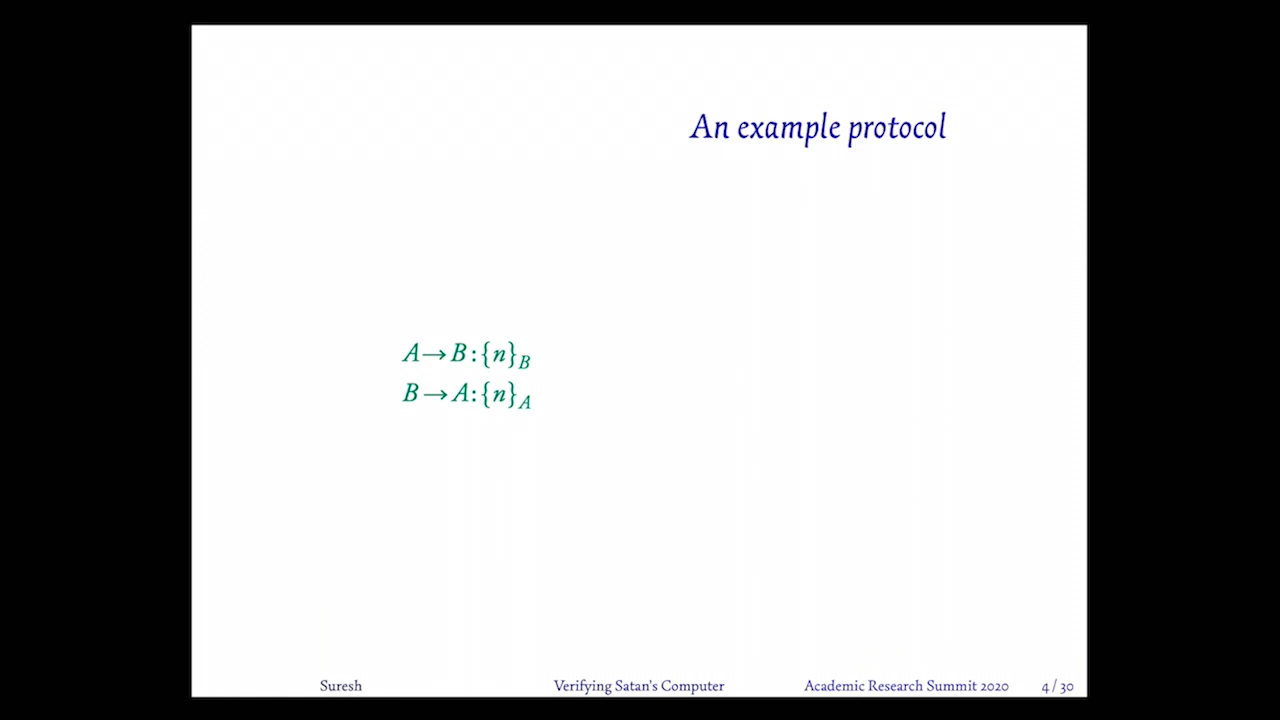 An example protocol
A→B:{n}_B
B→A:{n}_A
Suresh Verifying Satan's Computer Academic Research Summit 2020 4/30